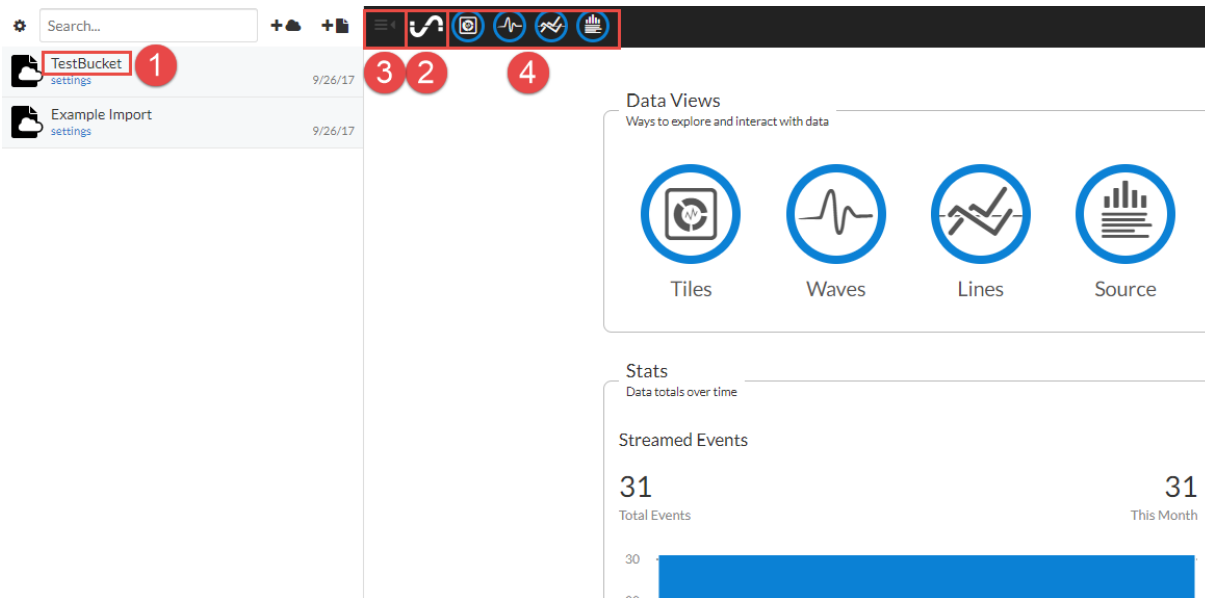 Search...
TestBucket
settings
9/26/17
Example Import
settings
9/26/17
1
3
2
4
Data Views
Ways to explore and interact with data
Tiles
Waves
Lines
Source
Stats
Data totals over time
Streamed Events
31
31
Total Events
This Month
30